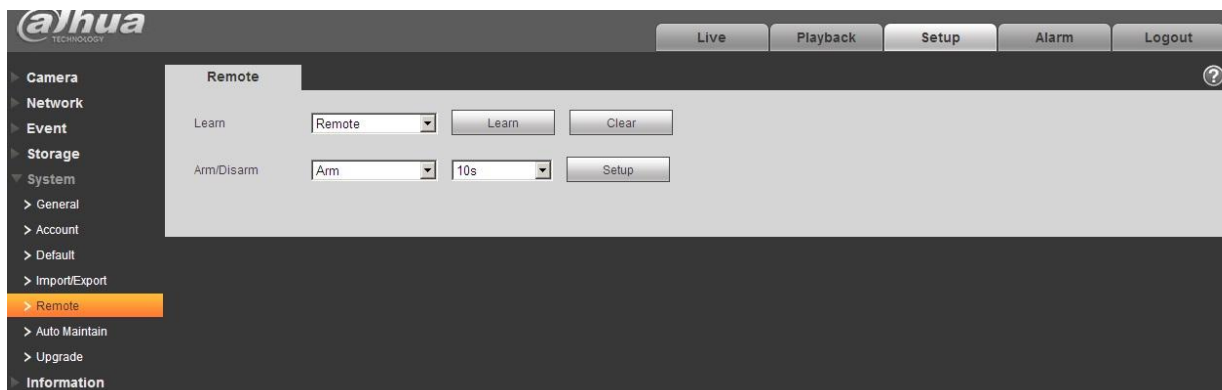 alhua
TECHNOLOGY
Live
Playback
Setup
Alarm
Logout
Camera
Network
Event
Storage
System
> General
> Account
> Default
> Import/Export
> Remote
> Auto Maintain
> Upgrade
Information
Remote
?
Learn Remote Learn Clear
Arm/Disarm Arm 10s Setup